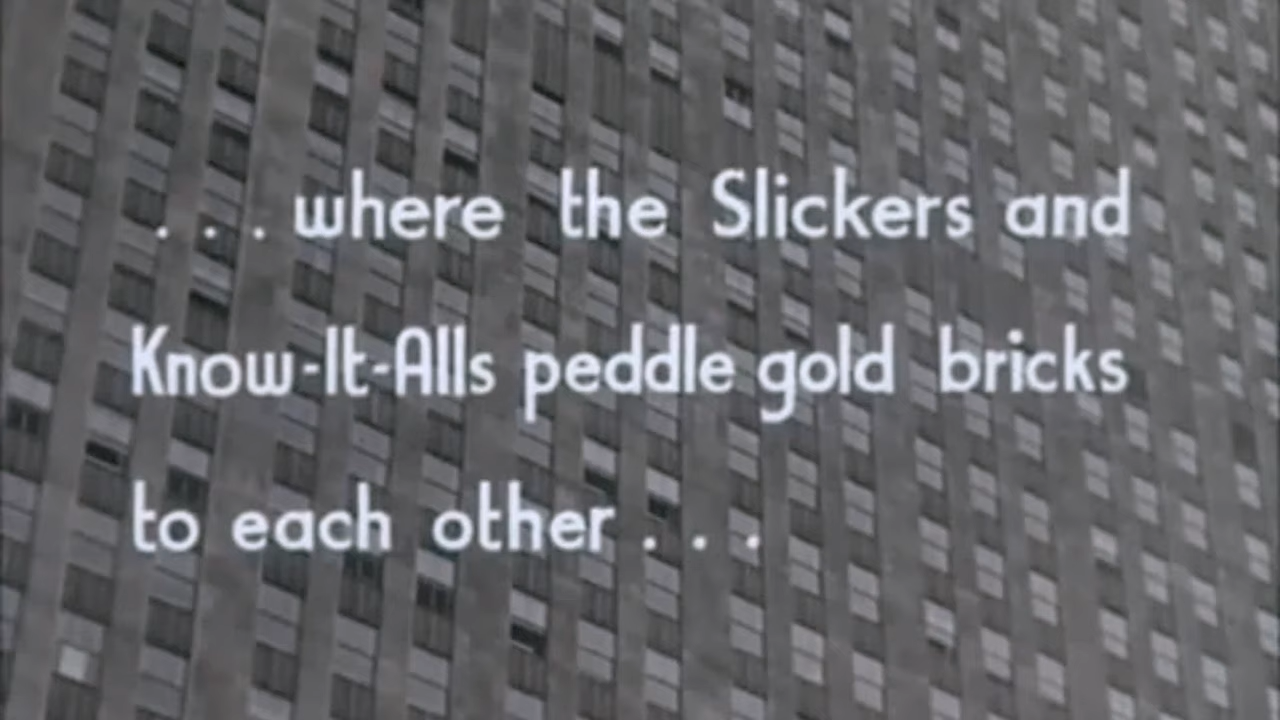 . . . where the Slickers and
Know-It-Alls peddle gold bricks
to each other . . .